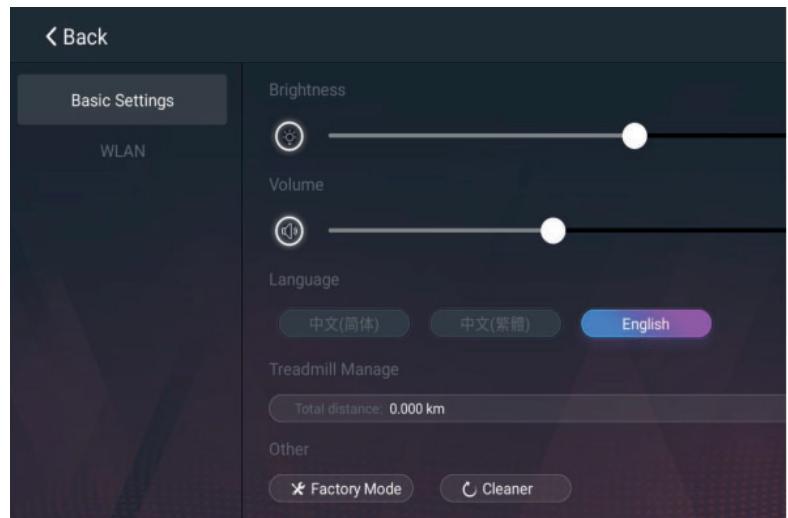 Back
Basic Settings
WLAN
Brightness
Volume
Language
中文(简体) 中文(繁體) English
Treadmill Manage
Total distance: 0.000 km
Other
Factory Mode Cleaner